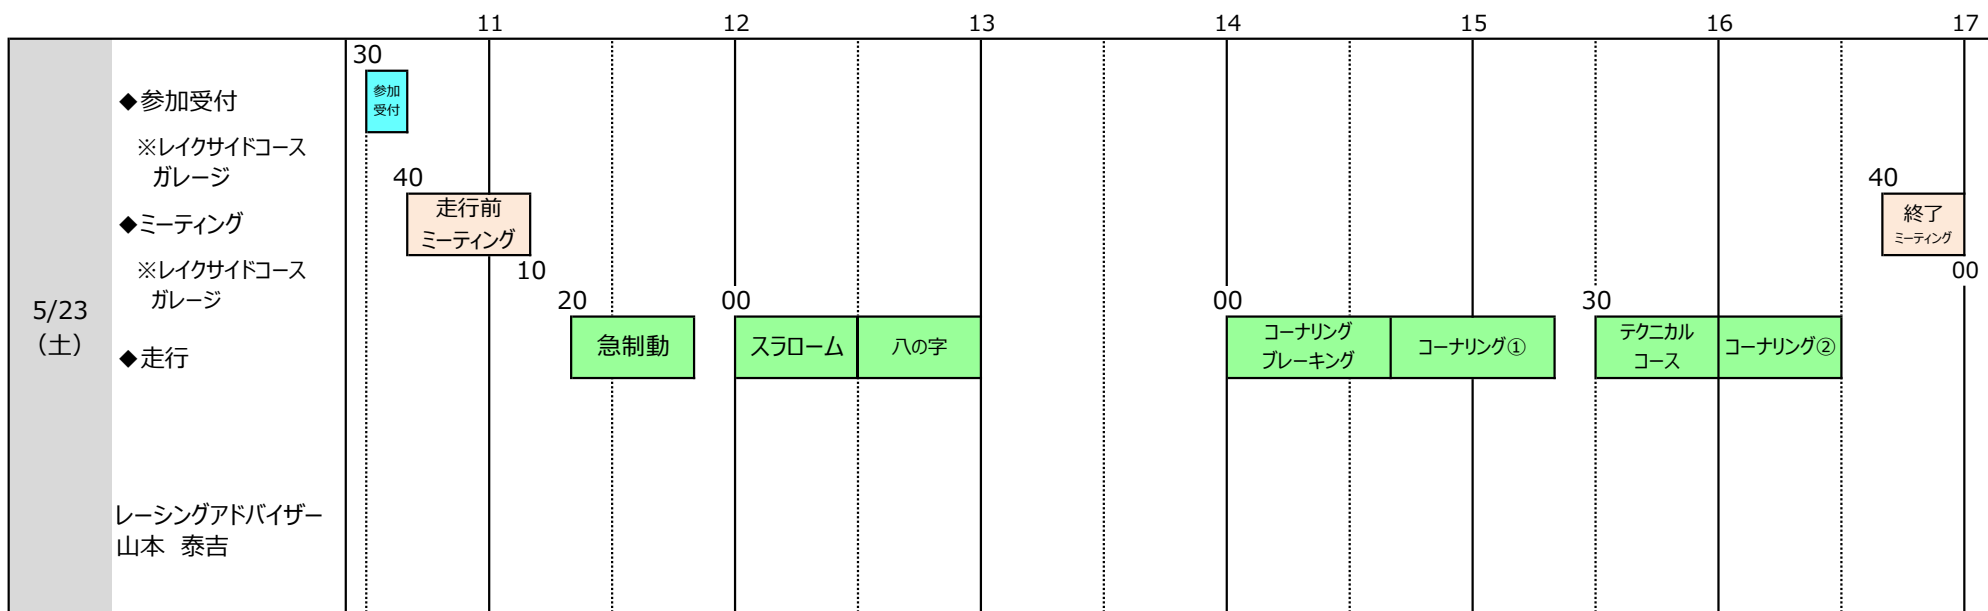 11 12 13 14 15 16 17
30
参加
受付
◆参加受付
※レイクサイドコース
ガレージ
40 40
走行前
ミーティング
終了
ミーティング
◆ミーティング
10 00
※レイクサイドコース
ガレージ
20 00 00 30
5/23
（土）
◆走行
急制動
スラローム
八の字
コーナリング
ブレーキング
コーナリング①
テクニカル
コース
コーナリング②
レーシングアドバイザー
山本 泰吉